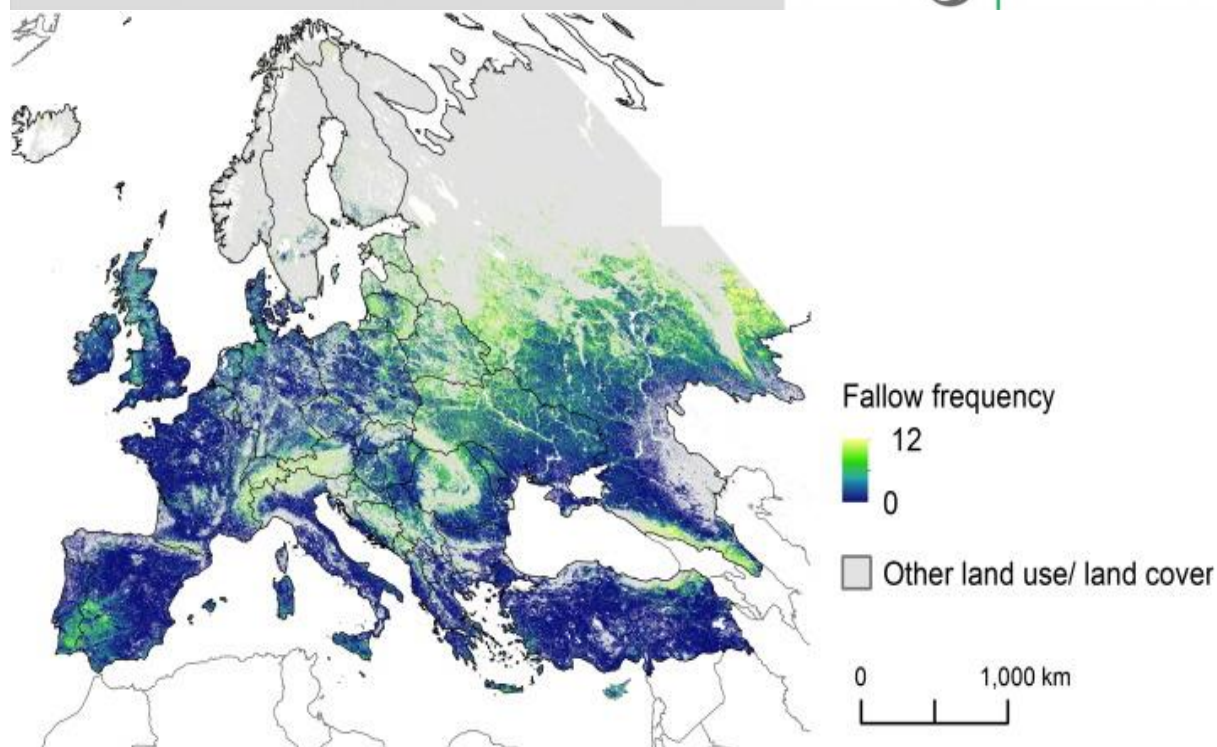 Fallow frequency
12
0
Other land use/ land cover
0 1,000 km